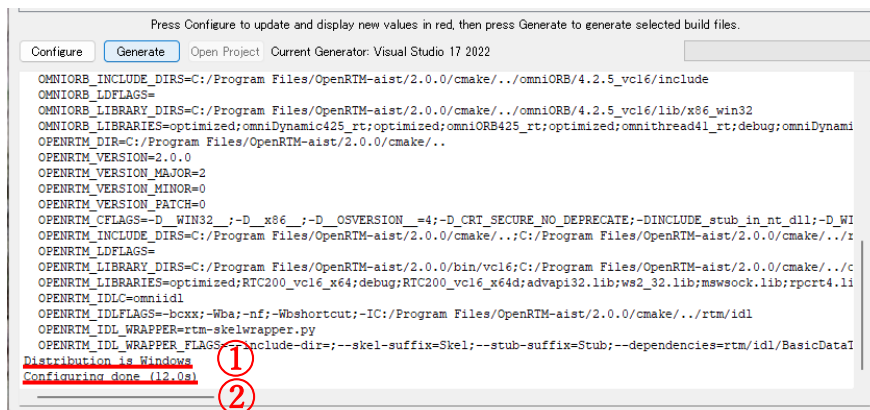 Press Configure to update and display new values in red, then press Generate to generate selected build files.
Configure Generate Open Project Current Generator: Visual Studio 17 2022
OMNIORB_INCLUDE_DIRS=C:/Program Files/OpenRTM-aist/2.0.0/cmake/../omniORB/4.2.5_vc16/include
OMNIORB_LDFLAGS=
OMNIORB_LIBRARY_DIRS=C:/Program Files/OpenRTM-aist/2.0.0/cmake/../omniORB/4.2.5_vc16/lib/x86_win32
OMNIORB_LIBRARIES=optimized;omniDynamic425_rt;optimized;omniORB425_rt;optimized;omnithread41_rt;debug;omniDynami
OPENRTM_DIR=C:/Program Files/OpenRTM-aist/2.0.0/cmake/..
OPENRTM_VERSION=2.0.0
OPENRTM_VERSION_MAJOR=2
OPENRTM_VERSION_MINOR=0
OPENRTM_VERSION_PATCH=0
OPENRTM_CFLAGS=-D__WIN32__;-D__x86__;-D__OSVERSION__=4;-D_CRT_SECURE_NO_DEPRECATE;-DINCLUDE_stub_in_nt_dll;-D_WI
OPENRTM_INCLUDE_DIRS=C:/Program Files/OpenRTM-aist/2.0.0/cmake/..;C:/Program Files/OpenRTM-aist/2.0.0/cmake/../r
OPENRTM_LDFLAGS=
OPENRTM_LIBRARY_DIRS=C:/Program Files/OpenRTM-aist/2.0.0/bin/vc16;C:/Program Files/OpenRTM-aist/2.0.0/cmake/../o
OPENRTM_LIBRARIES=optimized;RTC200_vc16_x64;debug;RTC200_vc16_x64d;advapi32.lib;ws2_32.lib;mswsock.lib;rpcrt4.li
OPENRTM_IDLC=omniidl
OPENRTM_IDLFLAGS=-bcxx;-Wba;-nf;-Wbshortcut;-IC:/Program Files/OpenRTM-aist/2.0.0/cmake/../rtm/idl
OPENRTM_IDL_WRAPPER=rtm-skelwrapper.py
OPENRTM_IDL_WRAPPER_FLAGS=--include-dir=;--skel-suffix=Skel;--stub-suffix=Stub;--dependencies=rtm/idl/BasicDataT
Distribution is Windows ①
Configuring done (12.0s)
②